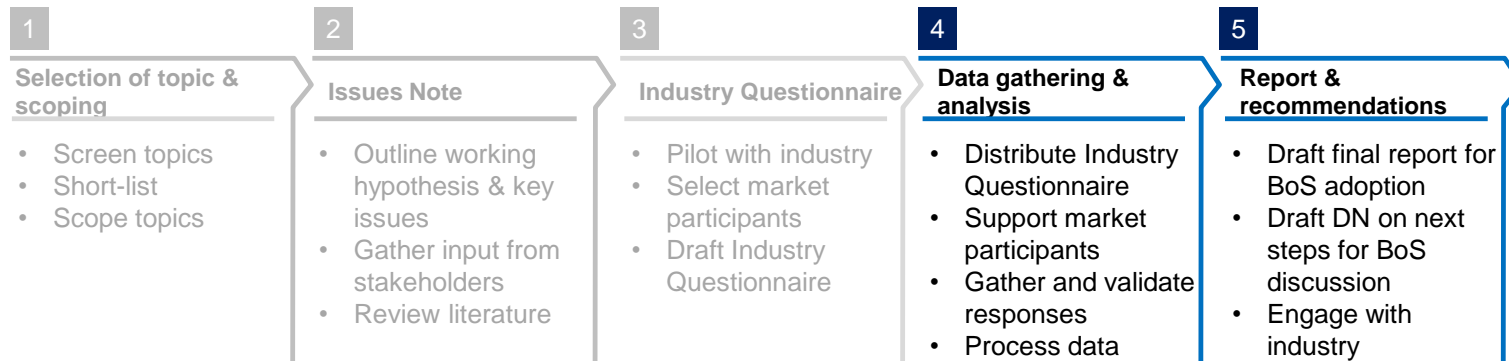 1
Selection of topic &
scoping
• Screen topics
• Short-list
• Scope topics
2
Issues Note
• Outline working
hypothesis & key
issues
• Gather input from
stakeholders
• Review literature
3
Industry Questionnaire
• Pilot with industry
• Select market
participants
• Draft Industry
Questionnaire
4
Data gathering &
analysis
• Distribute Industry
Questionnaire
• Support market
participants
• Gather and validate
responses
• Process data
5
Report &
recommendations
• Draft final report for
BoS adoption
• Draft DN on next
steps for BoS
discussion
• Engage with
industry